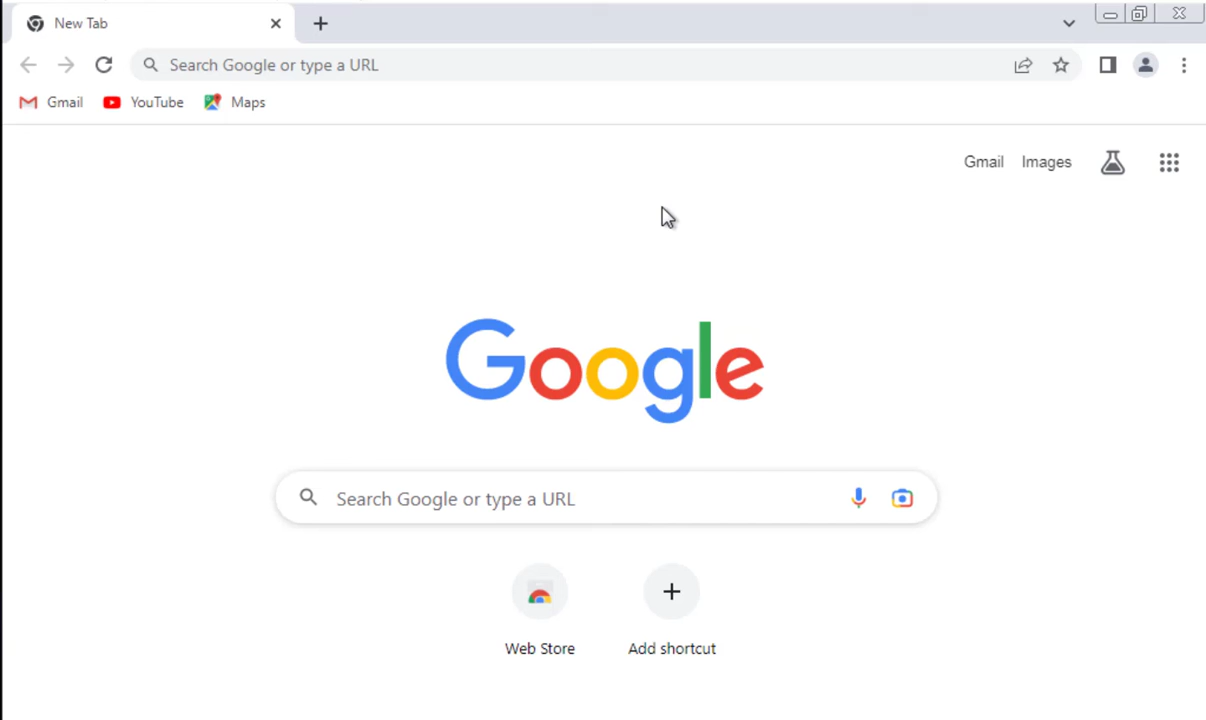 New Tab
Search Google or type a URL
Gmail YouTube Maps
Gmail Images
Google
Search Google or type a URL
Web Store Add shortcut